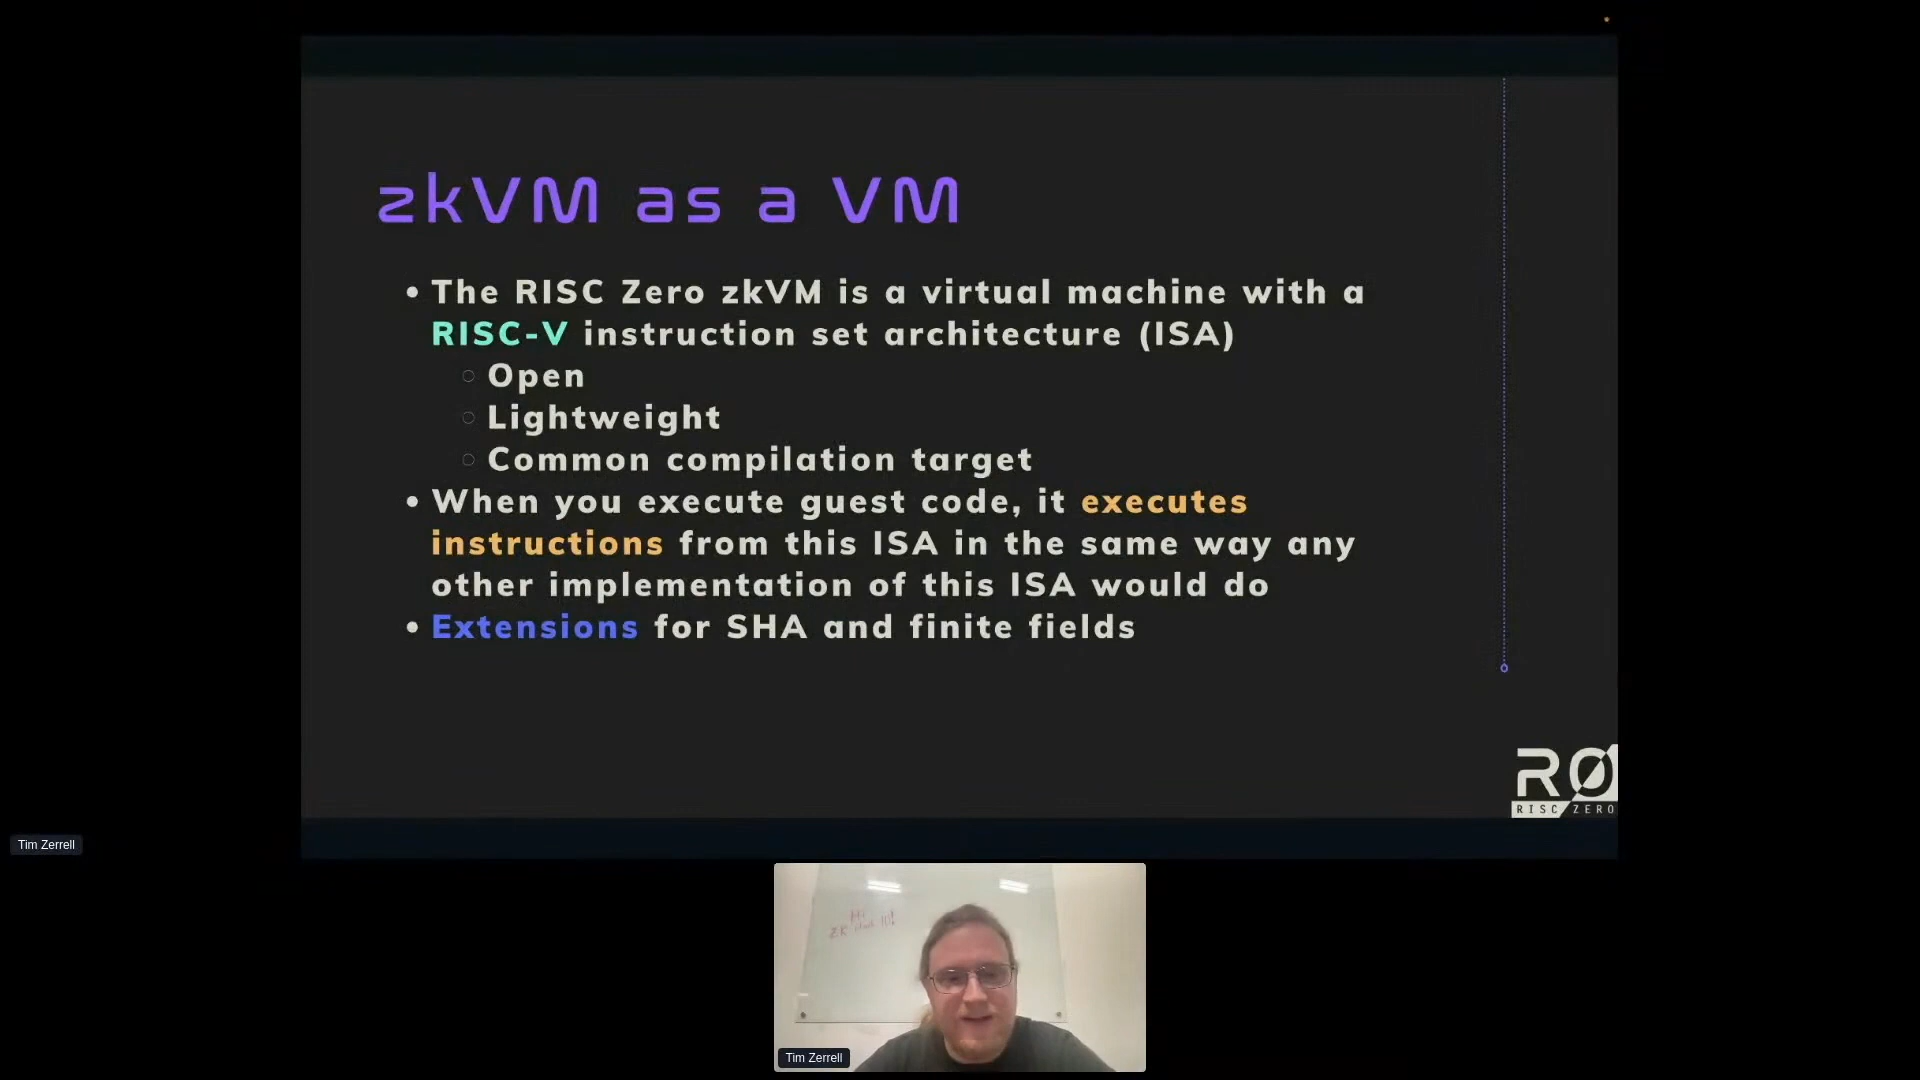 zkVM as a VM
• The RISC Zero zkVM is a virtual machine with a
RISC-V instruction set architecture (ISA)
○ Open
○ Lightweight
○ Common compilation target
• When you execute guest code, it executes
instructions from this ISA in the same way any
other implementation of this ISA would do
• Extensions for SHA and finite fields
RØ
RISC ZERO
Tim Zerrell
Hi
ZK
Tim Zerrell